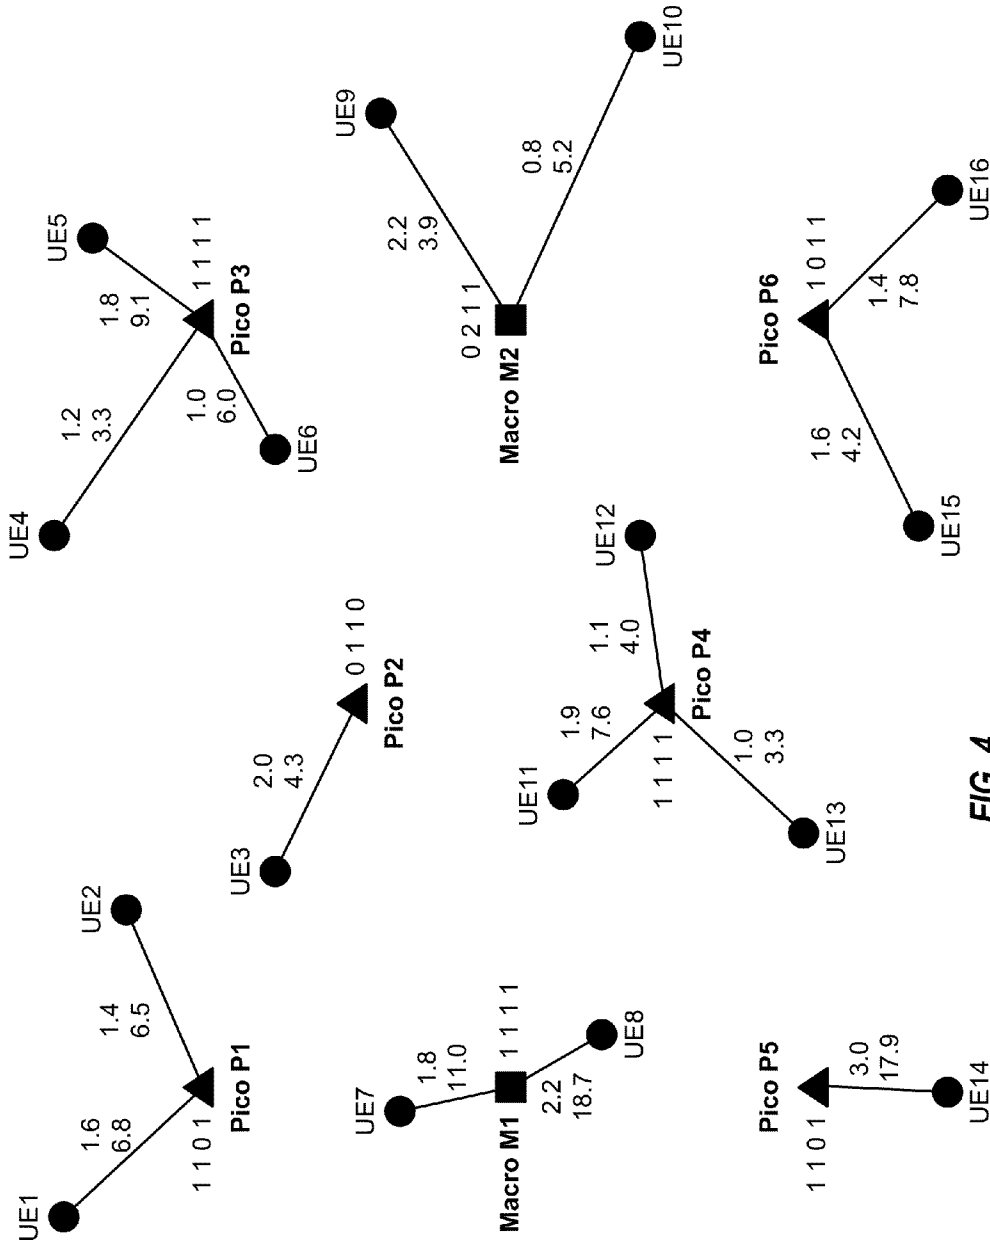 UE1
1.6
6.8
UE2
1.4
6.5
1 1 0 1
Pico P1
UE3
2.0
4.3
0 1 1 0
Pico P2
UE4
1.2
3.3
UE5
1.8
9.1
1 1 1 1
Pico P3
1.0
6.0
UE6
UE7
1.8
11.0
Macro M1
1 1 1 1
2.2
18.7
UE8
UE9
2.2
3.9
0 2 1 1
Macro M2
0.8
5.2
UE10
UE11
1.9
7.6
UE12
1.1
4.0
1 1 1 1
Pico P4
1.0
3.3
UE13
Pico P5
1 1 0 1
3.0
17.9
UE14
Pico P6
1 0 1 1
1.6
4.2
UE15
1.4
7.8
UE16
FIG. 4